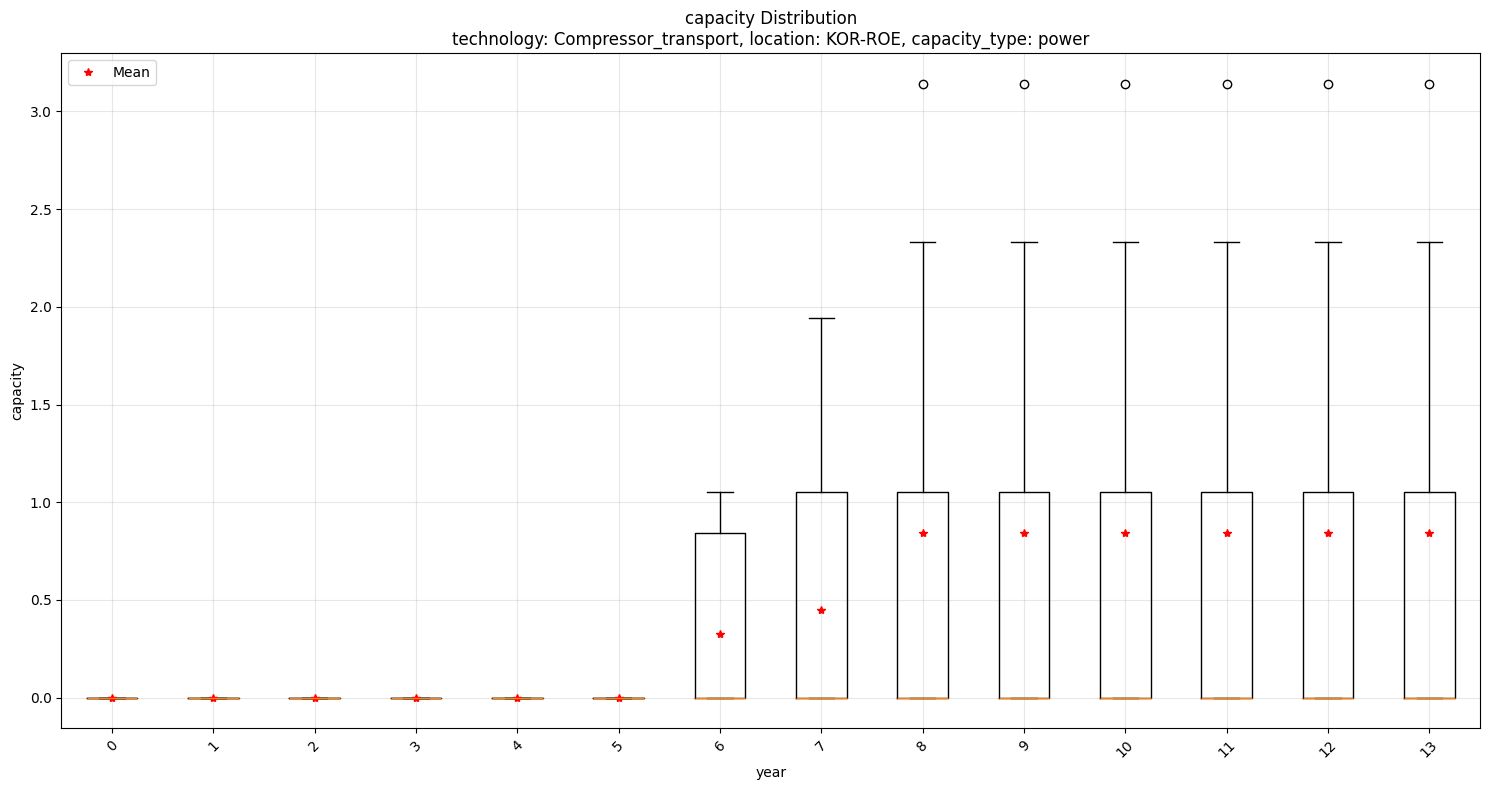 capacity Distribution
technology: Compressor_transport, location: KOR-ROE, capacity_type: power
Mean
capacity
3.0
2.5
2.0
1.5
1.0
0.5
0.0
0 1 2 3 4 5 6 7 8 9 10 11 12 13
year